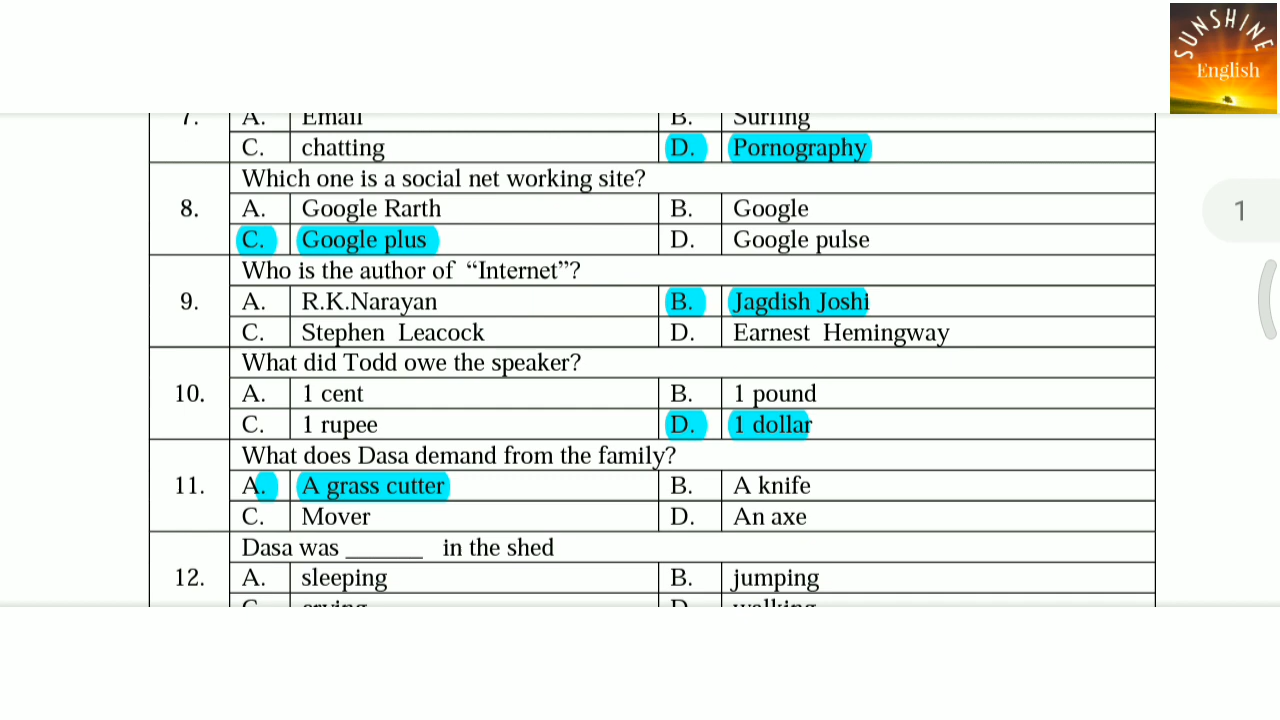 SUNSHINE
English
7. A. Email B. Surfing
C. chatting D. Pornography
Which one is a social net working site?
8. A. Google Rarth B. Google
C. Google plus D. Google pulse
Who is the author of “Internet”?
9. A. R.K.Narayan B. Jagdish Joshi
C. Stephen Leacock D. Earnest Hemingway
What did Todd owe the speaker?
10. A. 1 cent B. 1 pound
C. 1 rupee D. 1 dollar
What does Dasa demand from the family?
11. A. A grass cutter B. A knife
C. Mover D. An axe
Dasa was ______ in the shed
12. A. sleeping B. jumping
1